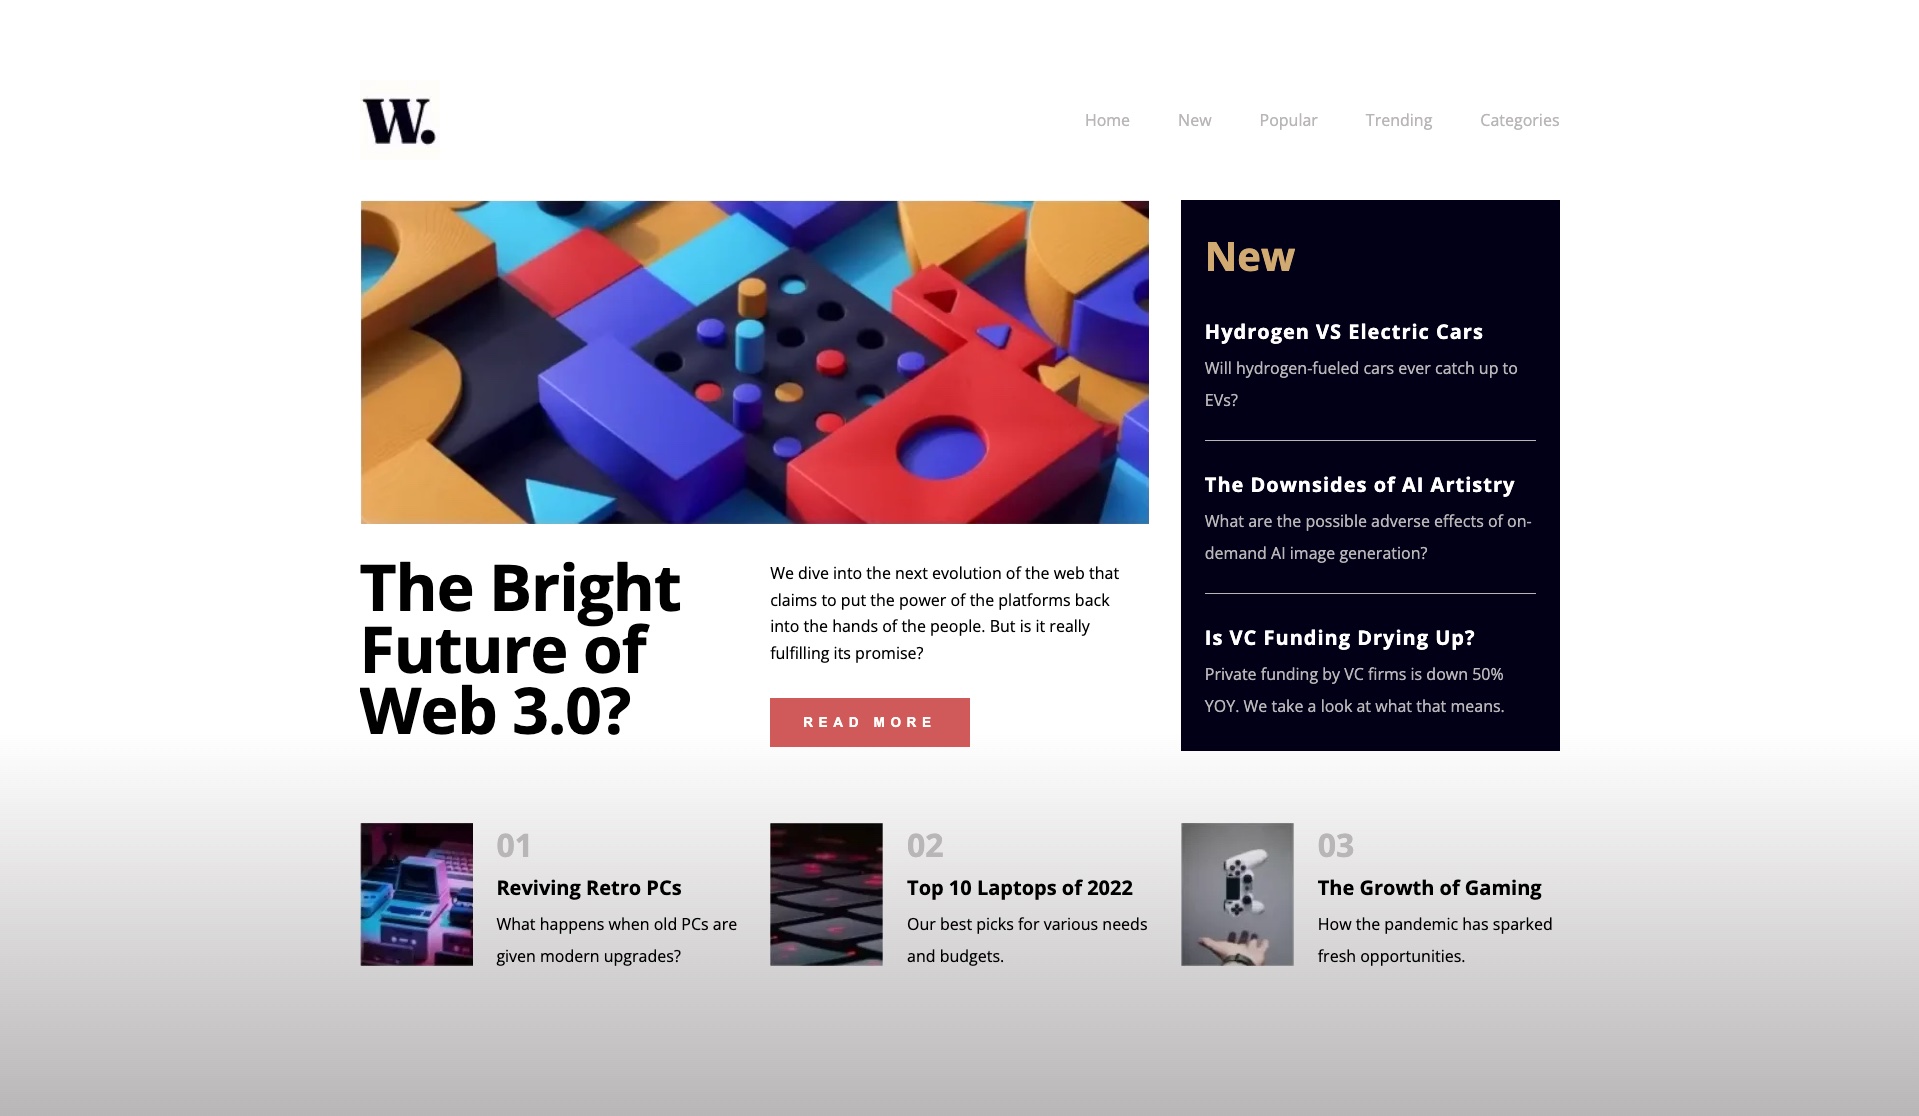 W.
Home
New
Popular
Trending
Categories
The Bright
Future of
Web 3.0?
We dive into the next evolution of the web that
claims to put the power of the platforms back
into the hands of the people. But is it really
fulfilling its promise?
READ MORE
New
Hydrogen VS Electric Cars
Will hydrogen-fueled cars ever catch up to
EVs?
The Downsides of AI Artistry
What are the possible adverse effects of on-
demand AI image generation?
Is VC Funding Drying Up?
Private funding by VC firms is down 50%
YOY. We take a look at what that means.
01
Reviving Retro PCs
What happens when old PCs are
given modern upgrades?
02
Top 10 Laptops of 2022
Our best picks for various needs
and budgets.
03
The Growth of Gaming
How the pandemic has sparked
fresh opportunities.